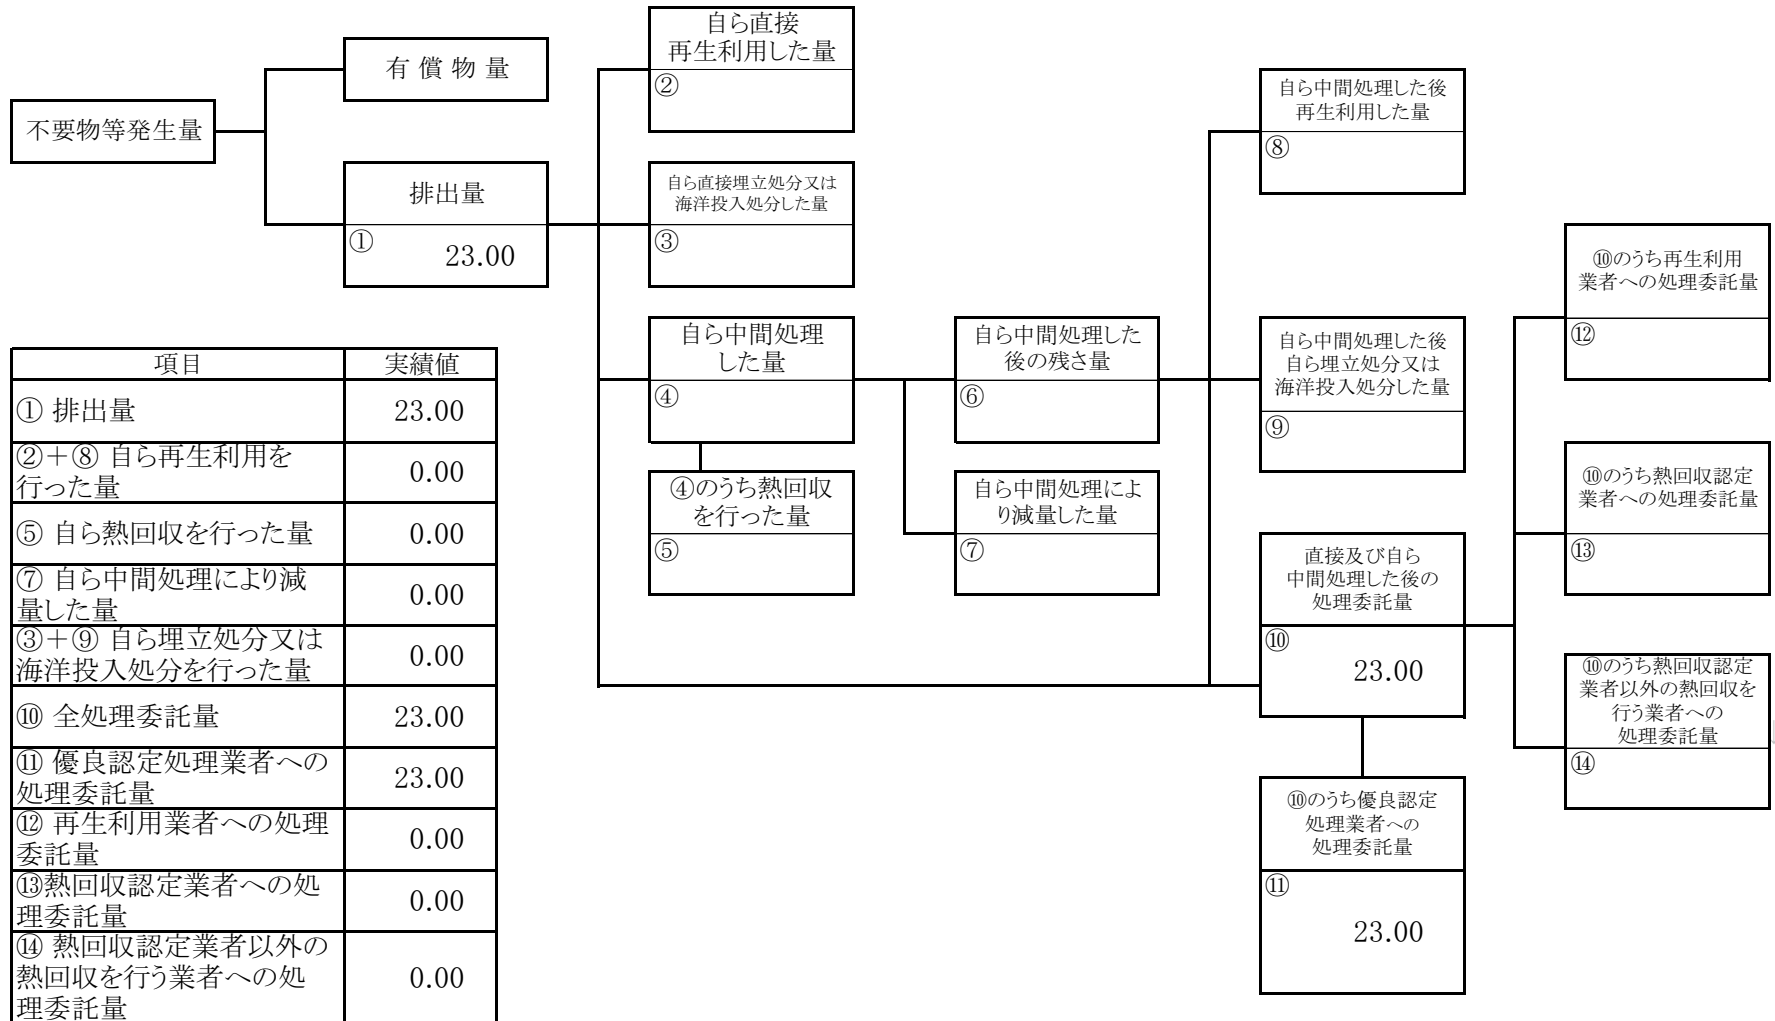 不要物等発生量
有償物量
排出量
①
23.00
自ら直接
再生利用した量
②
自ら直接埋立処分又は
海洋投入処分した量
③
自ら中間処理
した量
④
④のうち熱回収
を行った量
⑤
自ら中間処理した
後の残さ量
⑥
自ら中間処理によ
り減量した量
⑦
自ら中間処理した後
再生利用した量
⑧
自ら中間処理した後
自ら埋立処分又は
海洋投入処分した量
⑨
直接及び自ら
中間処理した後の
処理委託量
⑩
23.00
⑩のうち優良認定
処理業者への
処理委託量
⑪
23.00
⑩のうち再生利用
業者への処理委託量
⑫
⑩のうち熱回収認定
業者への処理委託量
⑬
⑩のうち熱回収認定
業者以外の熱回収を
行う業者への
処理委託量
⑭
項目 実績値
① 排出量 23.00
②＋⑧ 自ら再生利用を
行った量 0.00
⑤ 自ら熱回収を行った量 0.00
⑦ 自ら中間処理により減
量した量 0.00
③＋⑨ 自ら埋立処分又は
海洋投入処分を行った量 0.00
⑩ 全処理委託量 23.00
⑪ 優良認定処理業者への
処理委託量 23.00
⑫ 再生利用業者への処理
委託量 0.00
⑬熱回収認定業者への処
理委託量 0.00
⑭ 熱回収認定業者以外の
熱回収を行う業者への処
理委託量 0.00